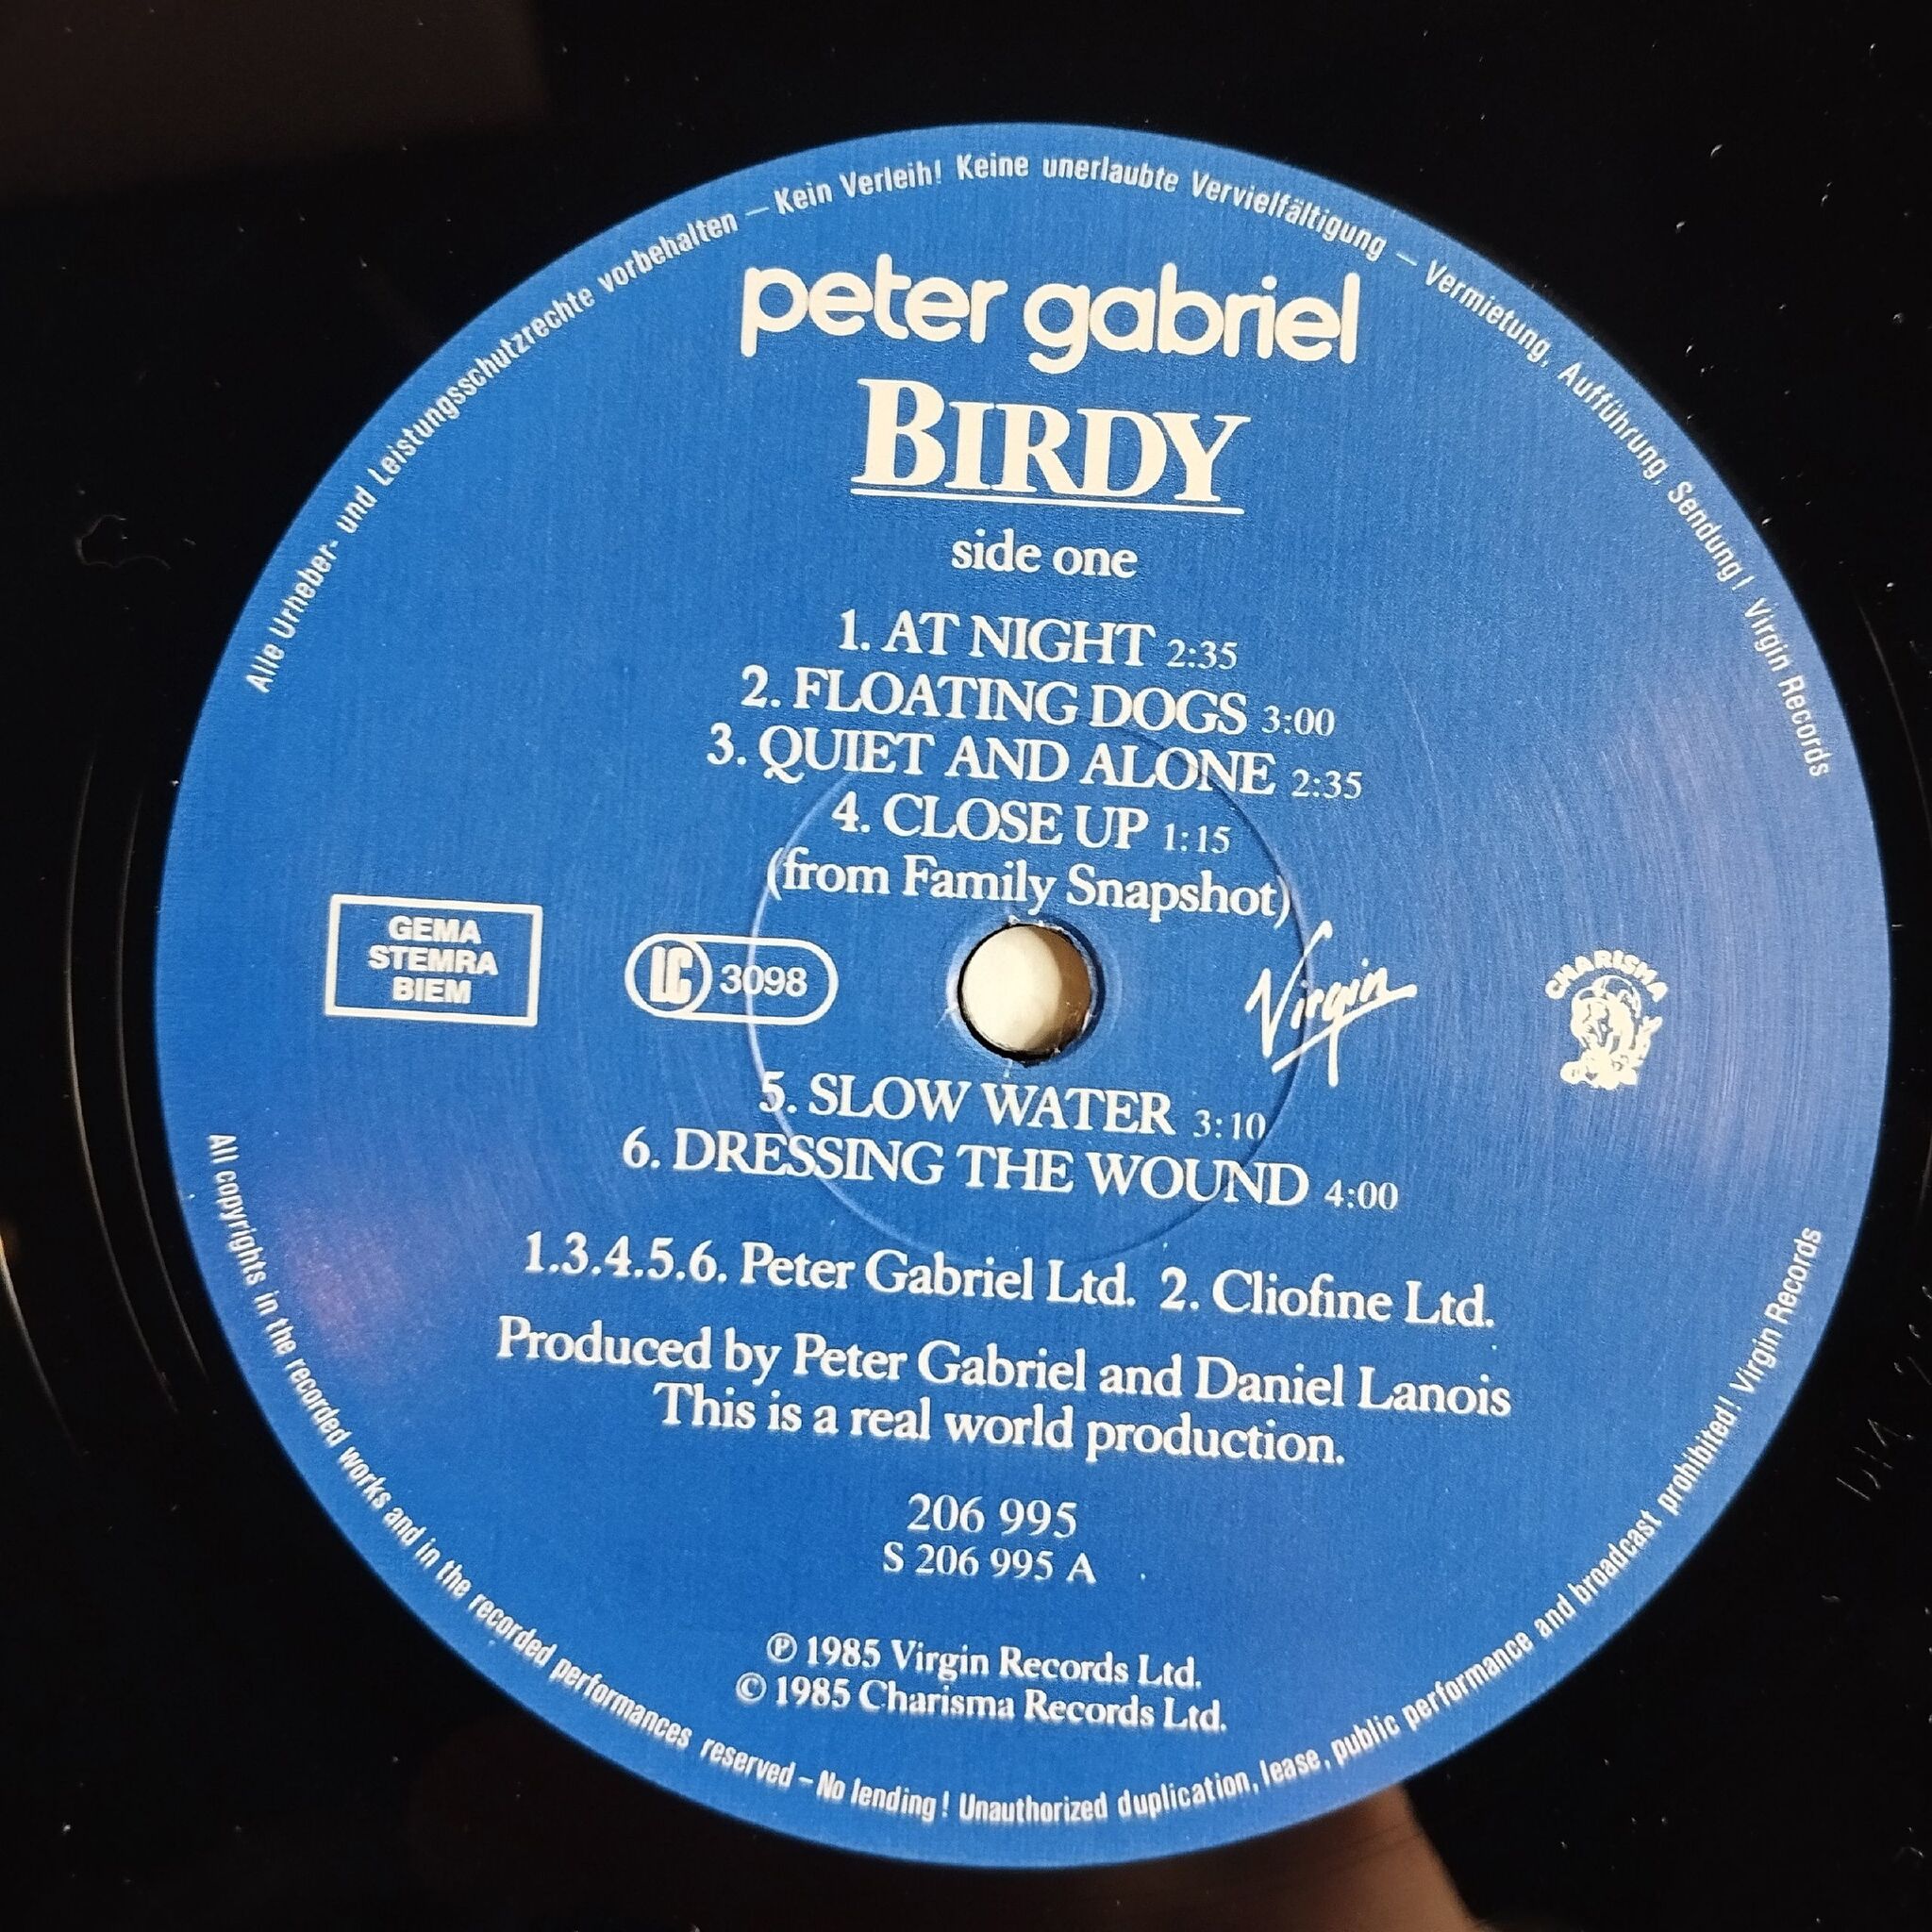 Alle Urheber- und Leistungsschutzrechte vorbehalten — Kein Verleih! Keine unerlaubte Vervielfältigung — Vermietung, Aufführung, Sendung! Virgin Records
peter gabriel
BIRDY
side one
1. AT NIGHT 2:35
2. FLOATING DOGS 3:00
3. QUIET AND ALONE 2:35
4. CLOSE UP 1:15
(from Family Snapshot)
GEMA
STEMRA
BIEM
LC 3098
Virgin
CHARISMA
5. SLOW WATER 3:10
6. DRESSING THE WOUND 4:00
1.3.4.5.6. Peter Gabriel Ltd. 2. Cliofine Ltd.
Produced by Peter Gabriel and Daniel Lanois
This is a real world production.
206 995
S 206 995 A
℗ 1985 Virgin Records Ltd.
© 1985 Charisma Records Ltd.
All copyrights in the recorded works and in the recorded performances reserved – No lending! Unauthorized duplication, lease, public performance and broadcast prohibited! Virgin Records